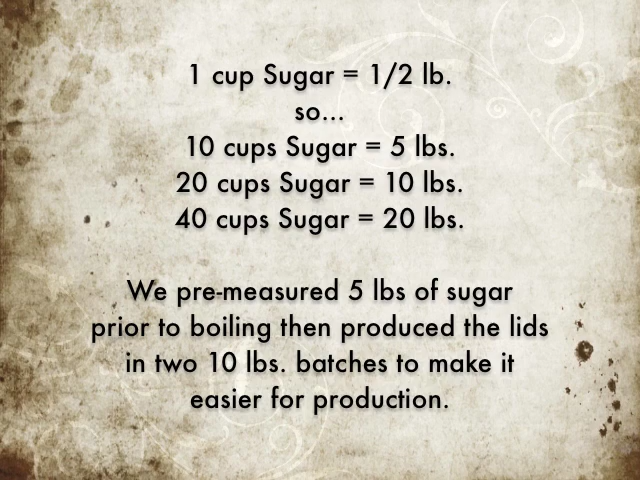 1 cup Sugar = 1/2 lb.
so...
10 cups Sugar = 5 lbs.
20 cups Sugar = 10 lbs.
40 cups Sugar = 20 lbs.
We pre-measured 5 lbs of sugar
prior to boiling then produced the lids
in two 10 lbs. batches to make it
easier for production.